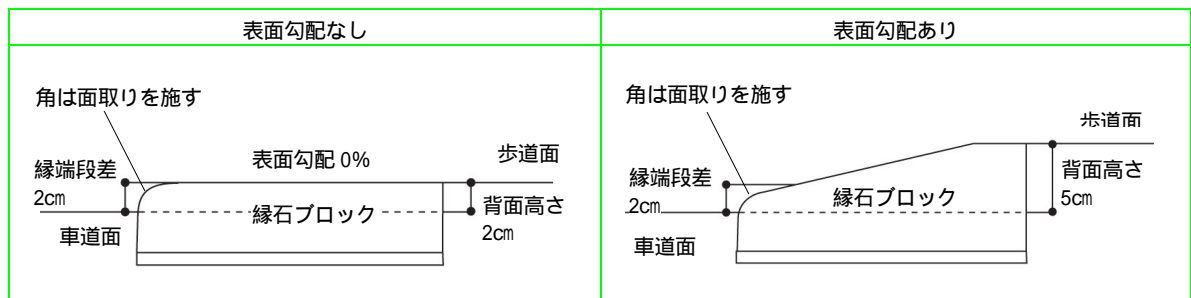 表面勾配なし
表面勾配あり
角は面取りを施す
表面勾配 0%
歩道面
縁端段差
2cm
縁石ブロック
背面高さ
2cm
車道面
角は面取りを施す
歩道面
縁端段差
2cm
縁石ブロック
背面高さ
5cm
車道面